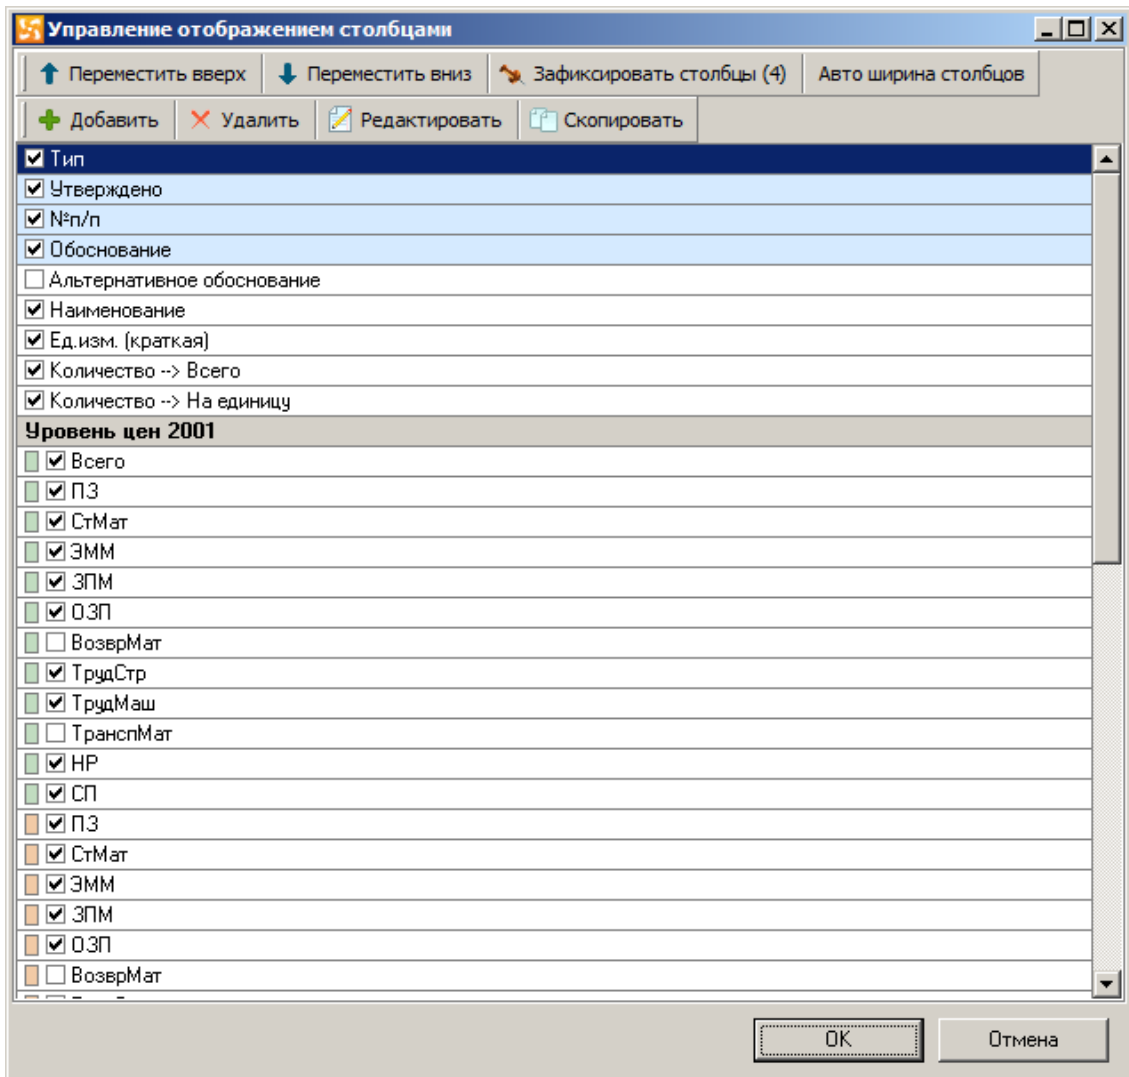 Управление отображением столбцами
Переместить вверх Переместить вниз Зафиксировать столбцы (4) Авто ширина столбцов
Добавить Удалить Редактировать Скопировать
Тип
Утверждено
№п/п
Обоснование
Альтернативное обоснование
Наименование
Ед.изм. (краткая)
Количество --> Всего
Количество --> На единицу
Уровень цен 2001
Всего
ПЗ
СтМат
ЭММ
ЗПМ
ОЗП
ВозврМат
ТрудСтр
ТрудМаш
ТранспМат
НР
СП
ПЗ
СтМат
ЭММ
ЗПМ
ОЗП
ВозврМат
OK Отмена